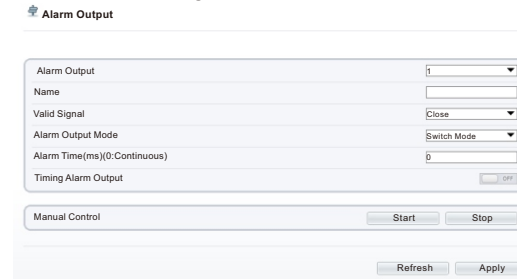 Alarm Output
Alarm Output 1
Name
Valid Signal Close
Alarm Output Mode Switch Mode
Alarm Time(ms)(0:Continuous) 0
Timing Alarm Output OFF
Manual Control Start Stop
Refresh Apply